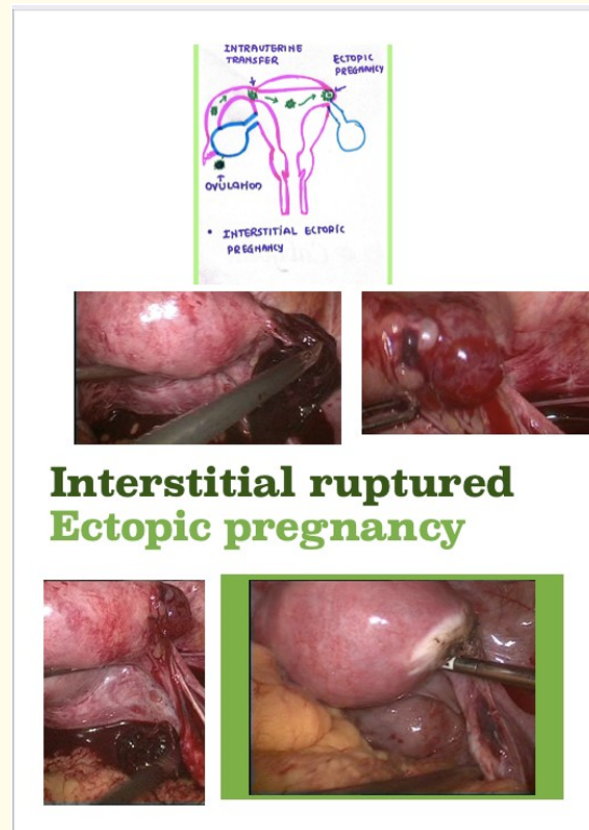 INTRAUTERINE
TRANSFER
ECTOPIC
PREGNANCY
OVULATION
• INTERSTITIAL ECTOPIC
PREGNANCY
Interstitial ruptured
Ectopic pregnancy